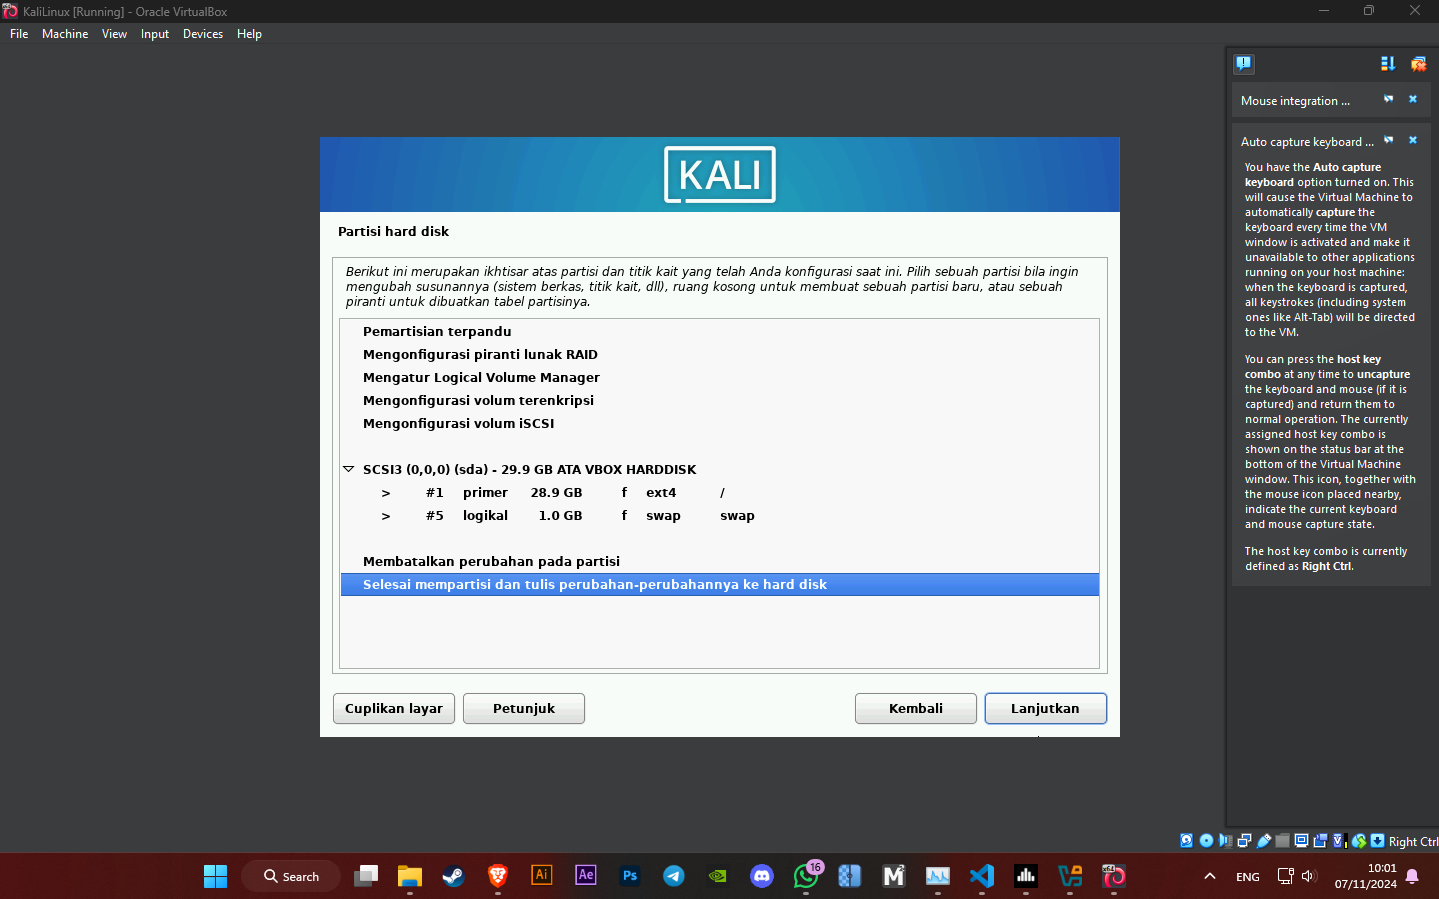 KaliLinux [Running] - Oracle VirtualBox
File Machine View Input Devices Help
Mouse integration ...
Auto capture keyboard ...
You have the Auto capture
keyboard option turned on. This
will cause the Virtual Machine to
automatically capture the
keyboard every time the VM
window is activated and make it
unavailable to other applications
running on your host machine:
when the keyboard is captured,
all keystrokes (including system
ones like Alt-Tab) will be directed
to the VM.
You can press the host key
combo at any time to uncapture
the keyboard and mouse (if it is
captured) and return them to
normal operation. The currently
assigned host key combo is
shown on the status bar at the
bottom of the Virtual Machine
window. This icon, together with
the mouse icon placed nearby,
indicate the current keyboard
and mouse capture state.
The host key combo is currently
defined as Right Ctrl.
KALI
Partisi hard disk
Berikut ini merupakan ikhtisar atas partisi dan titik kait yang telah Anda konfigurasi saat ini. Pilih sebuah partisi bila ingin
mengubah susunannya (sistem berkas, titik kait, dll), ruang kosong untuk membuat sebuah partisi baru, atau sebuah
piranti untuk dibuatkan tabel partisinya.
Pemartisian terpandu
Mengonfigurasi piranti lunak RAID
Mengatur Logical Volume Manager
Mengonfigurasi volum terenkripsi
Mengonfigurasi volum iSCSI
SCSI3 (0,0,0) (sda) - 29.9 GB ATA VBOX HARDDISK
> #1 primer 28.9 GB f ext4 /
> #5 logikal 1.0 GB f swap swap
Membatalkan perubahan pada partisi
Selesai mempartisi dan tulis perubahan-perubahannya ke hard disk
Cuplikan layar Petunjuk Kembali Lanjutkan
Right Ctrl
Search Ai Ae Ps 16 M ENG 10:01
07/11/2024